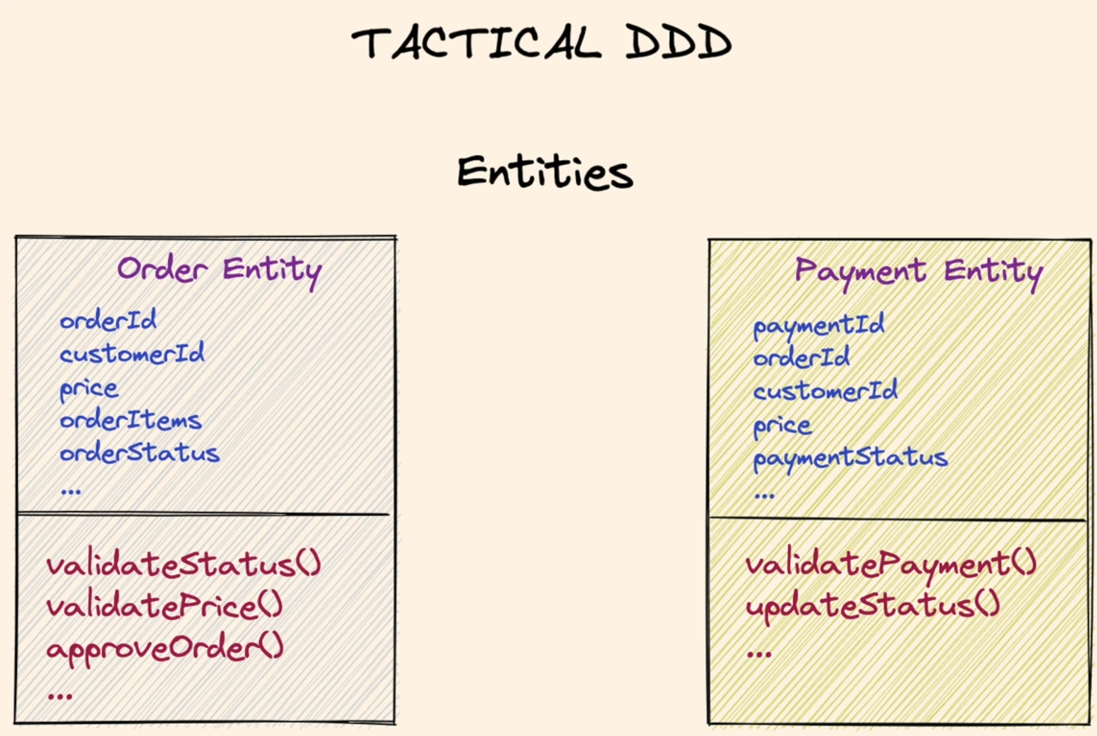 TACTICAL DDD
Entities
Order Entity
orderId
customerId
price
orderItems
orderStatus
...
validateStatus()
validatePrice()
approveOrder()
...
Payment Entity
paymentId
orderId
customerId
price
paymentStatus
...
validatePayment()
updateStatus()
...